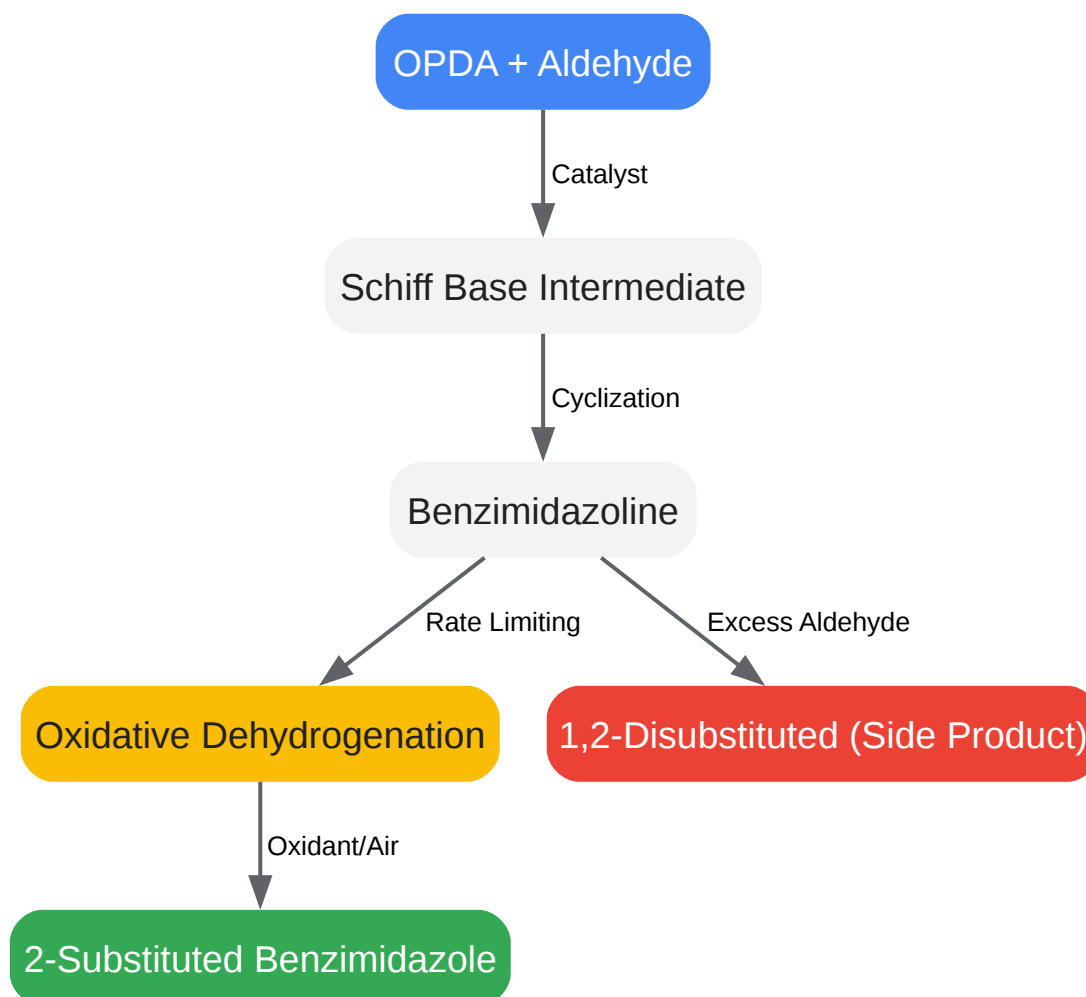 OPDA + Aldehyde
Catalyst
Schiff Base Intermediate
Cyclization
Benzimidazoline
Rate Limiting
Excess Aldehyde
Oxidative Dehydrogenation
1,2-Disubstituted (Side Product)
Oxidant/Air
2-Substituted Benzimidazole